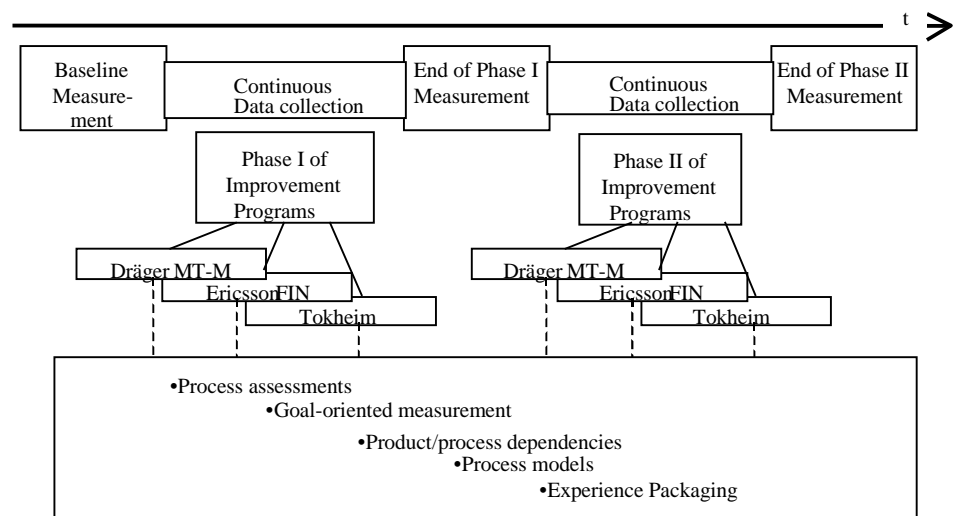 t
Baseline
Measure-
ment
Continuous
Data collection
End of Phase I
Measurement
Continuous
Data collection
End of Phase II
Measurement
Phase I of
Improvement
Programs
Phase II of
Improvement
Programs
Dräger MT-M
EricssonFIN
Tokheim
Dräger MT-M
EricssonFIN
Tokheim
•Process assessments
•Goal-oriented measurement
•Product/process dependencies
•Process models
•Experience Packaging